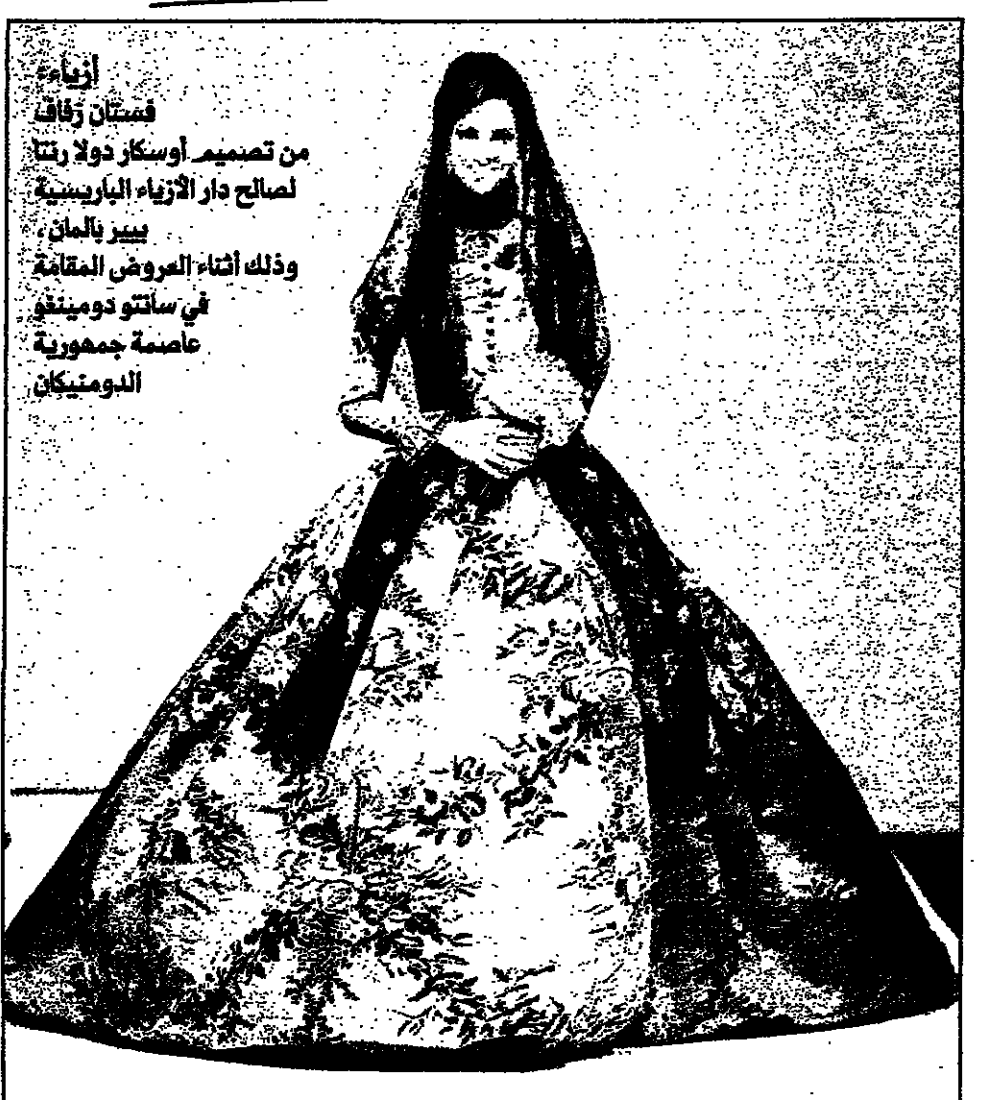 أزياء
فستان زفاف
من تصميم أوسكار دولا رنتا
لصالح دار الأزياء الباريسية
بيير بالمان،
وذلك أثناء العروض المقامة
في سانتو دومينغو
عاصمة جمهورية
الدومنيكان